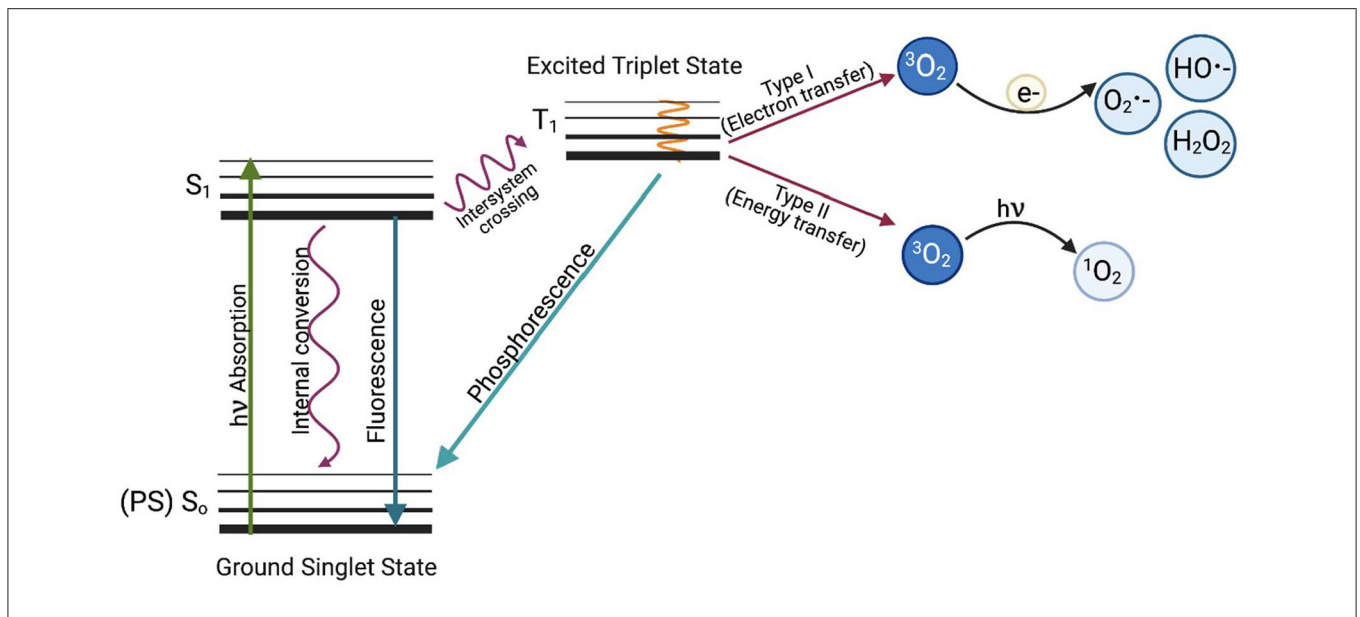 Excited Triplet State
T₁
S₁
Intersystem
crossing
Type I
(Electron transfer)
³O₂
e-
O₂•-
HO•-
H₂O₂
Type II
(Energy transfer)
³O₂
hν
¹O₂
hν Absorption
Internal conversion
Fluorescence
Phosphorescence
(PS) S₀
Ground Singlet State